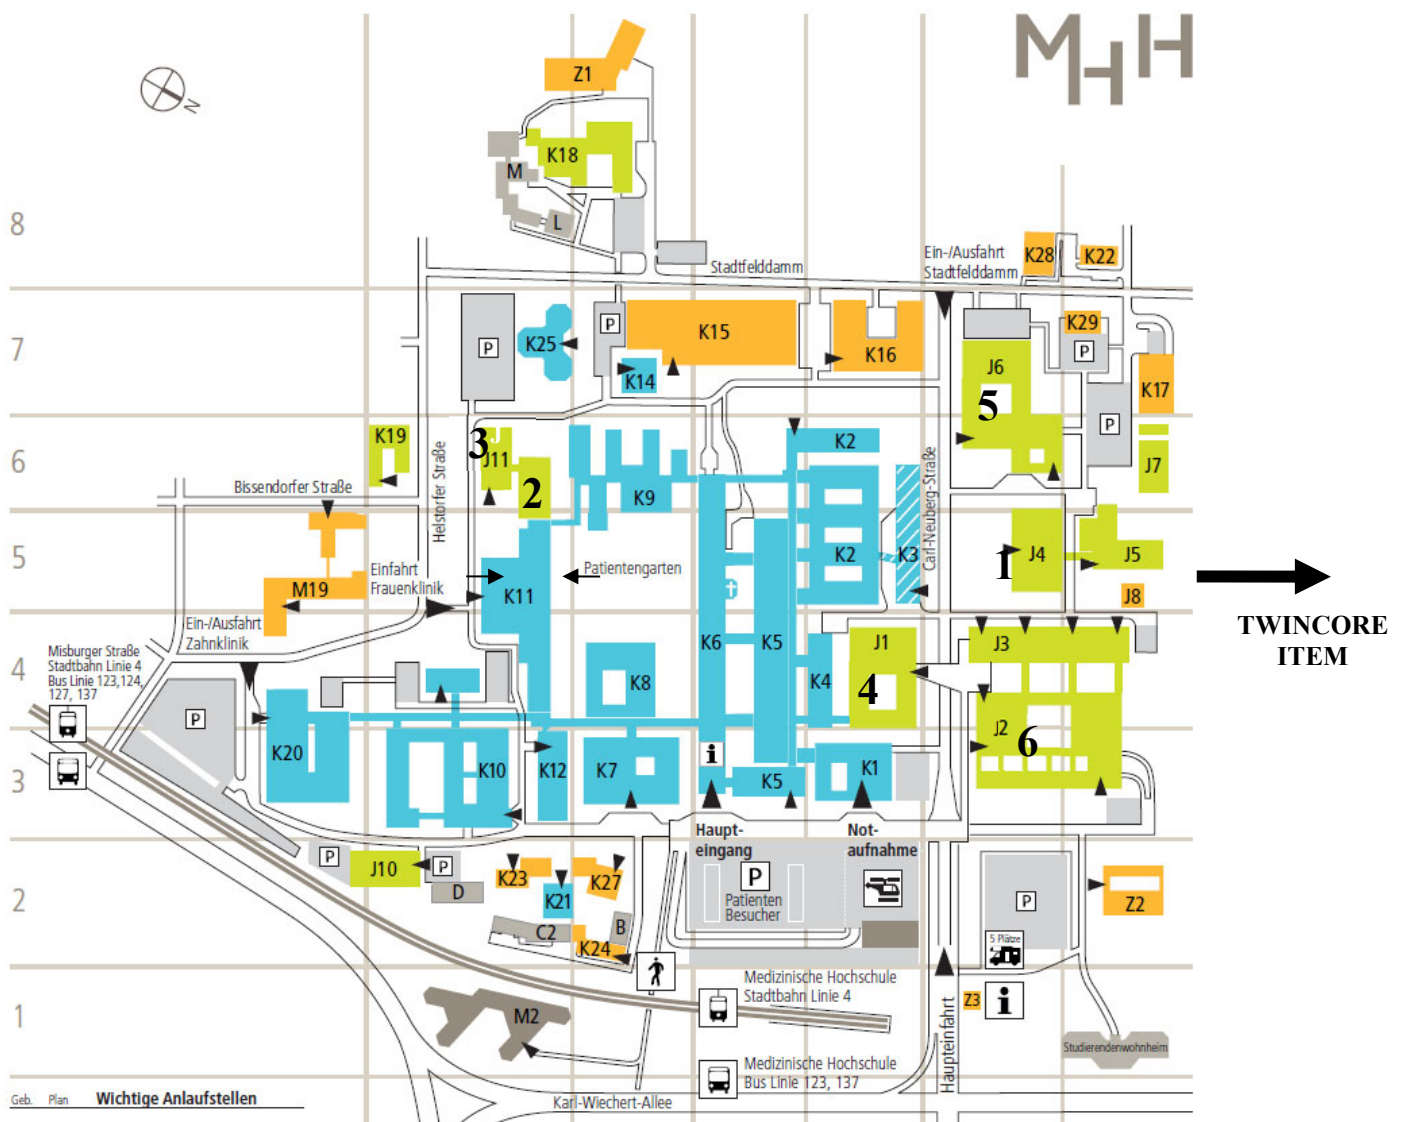 MHH
Z1
N
K18
M
L
8
Stadtfelddamm
Ein-/Ausfahrt
Stadtfelddamm
K28
K22
7
P
K25
P
K15
K14
K16
K29
P
J6
5
K17
P
6
K19
3
J
J11
2
K9
K2
J7
Bissendorfer Straße
Helstorfer Straße
Carl-Neuberg-Straße
5
M19
Einfahrt
Frauenklinik
K11
Patientengarten
K2
K3
1
J4
J5
J8
TWINCORE
ITEM
Ein-/Ausfahrt
Zahnklinik
4
Misburger Straße
Stadtbahn Linie 4
Bus Linie 123,124,
127, 137
K8
K6
K5
K4
J1
4
J3
J2
6
P
3
K20
K10
K12
K7
i
K5
K1
Haupt-
eingang
Not-
aufnahme
P
J10
P
D
K23
K21
K27
P
Patienten
Besucher
2
C2
B
K24
P
5 Plätze
Z2
Medizinische Hochschule
Stadtbahn Linie 4
Z3
i
1
M2
Haupteinfahrt
Studierendenwohnheim
Medizinische Hochschule
Bus Linie 123, 137
Karl-Wiechert-Allee
Geb. Plan Wichtige Anlaufstellen